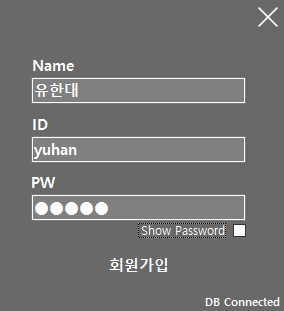 Name
유한대
ID
yuhan
PW
●●●●●
Show Password
회원가입
DB Connected